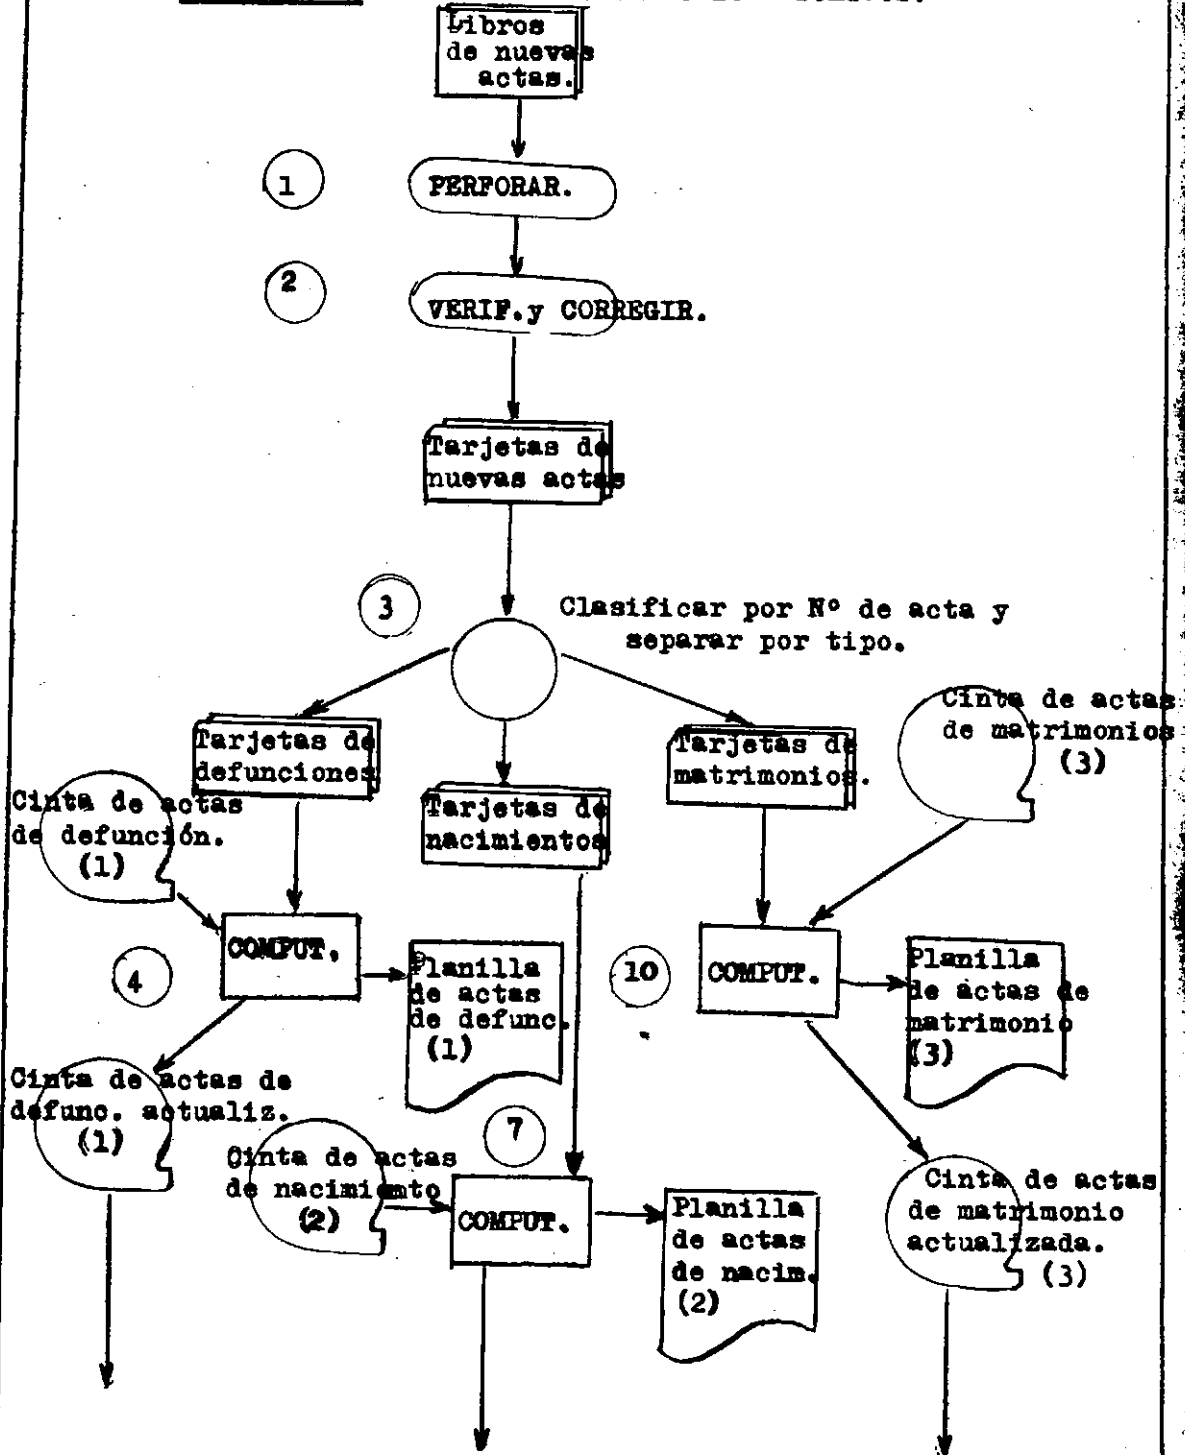 Libros
de nuevas
actas.
1
PERFORAR.
2
VERIF.y CORREGIR.
Tarjetas de
nuevas actas
3
Clasificar por Nº de acta y
separar por tipo.
Cinta de actas
de matrimonios
(3)
Tarjetas de
defunciones
Tarjetas de
matrimonios.
Cinta de actas
de defunción.
(1)
Tarjetas de
nacimientos
COMPUT.
4
Planilla
de actas
de defunc.
(1)
10
COMPUT.
Planilla
de actas de
matrimonio
(3)
Cinta de actas de
defunc. actualiz.
(1)
7
Cinta de actas
de nacimiento
(2)
COMPUT.
Planilla
de actas
de nacim.
(2)
Cinta de actas
de matrimonio
actualizada.
(3)